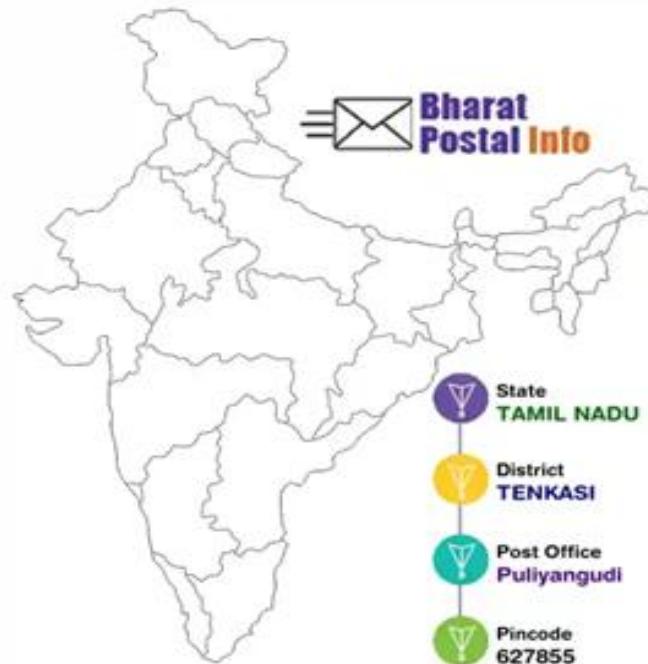 Bharat
Postal Info
State
TAMIL NADU
District
TENKASI
Post Office
Puliyangudi
Pincode
627855